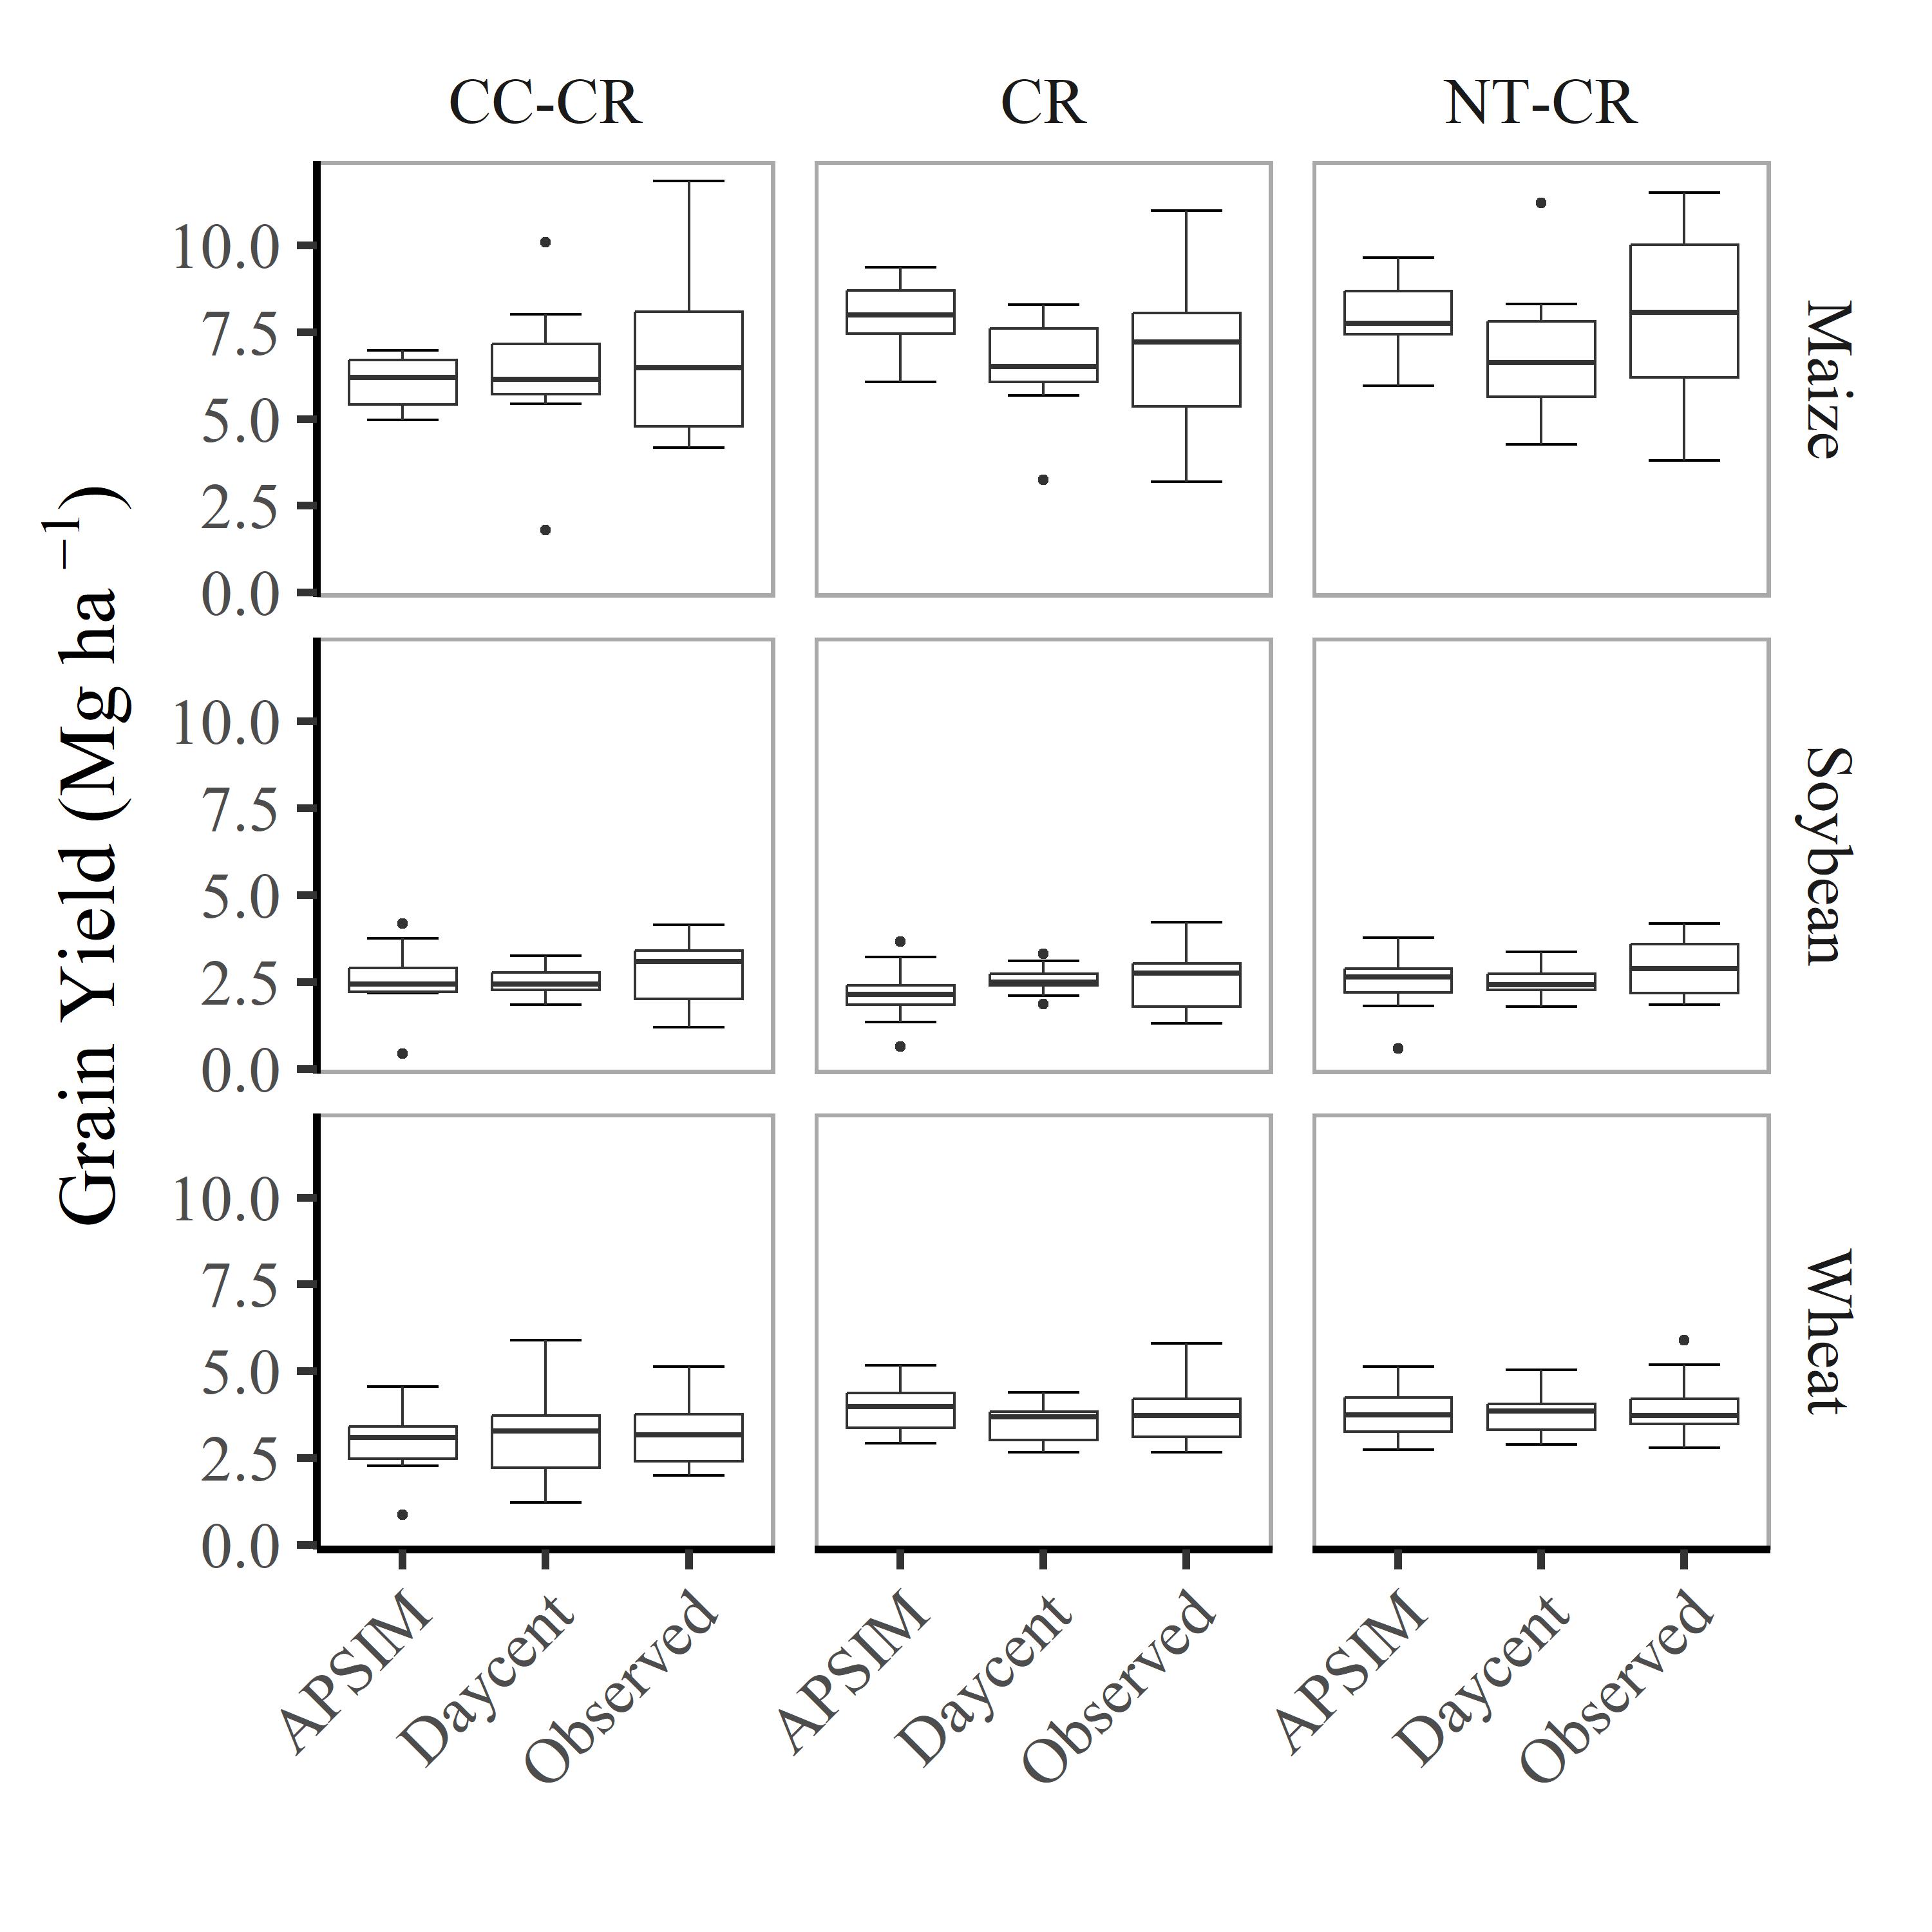 CC-CR CR NT-CR
Grain Yield (Mg ha −1)
10.0
7.5
5.0
2.5
0.0
Maize
10.0
7.5
5.0
2.5
0.0
Soybean
10.0
7.5
5.0
2.5
0.0
Wheat
APSIM Daycent Observed APSIM Daycent Observed APSIM Daycent Observed